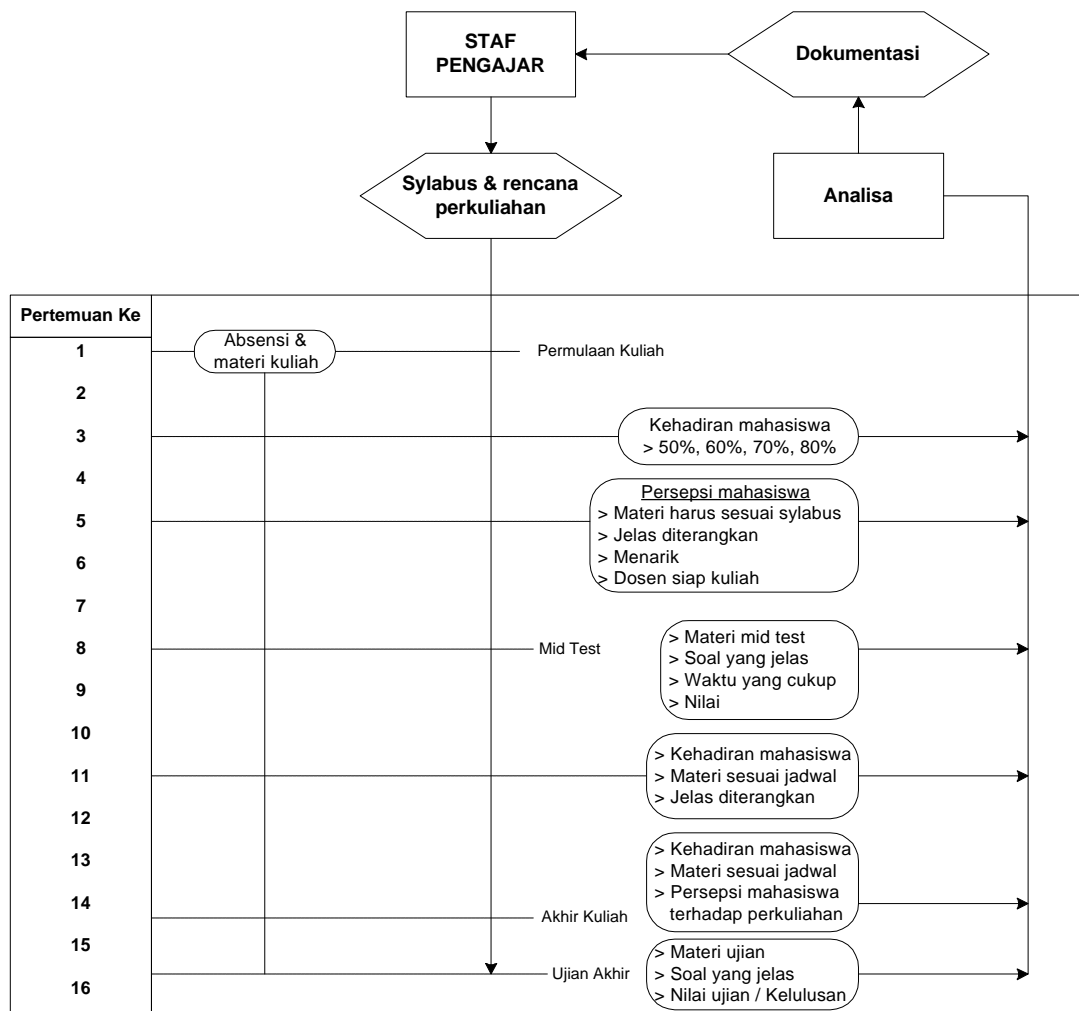 STAF
PENGAJAR
Dokumentasi
Sylabus & rencana
perkuliahan
Analisa
Pertemuan Ke
1
Absensi &
materi kuliah
Permulaan Kuliah
2
3
Kehadiran mahasiswa
> 50%, 60%, 70%, 80%
4
Persepsi mahasiswa
> Materi harus sesuai sylabus
5
> Jelas diterangkan
> Menarik
6
> Dosen siap kuliah
7
8
Mid Test
> Materi mid test
> Soal yang jelas
> Waktu yang cukup
> Nilai
9
10
> Kehadiran mahasiswa
11
> Materi sesuai jadwal
> Jelas diterangkan
12
13
> Kehadiran mahasiswa
> Materi sesuai jadwal
> Persepsi mahasiswa
terhadap perkuliahan
14
Akhir Kuliah
15
> Materi ujian
Ujian Akhir
> Soal yang jelas
> Nilai ujian / Kelulusan
16